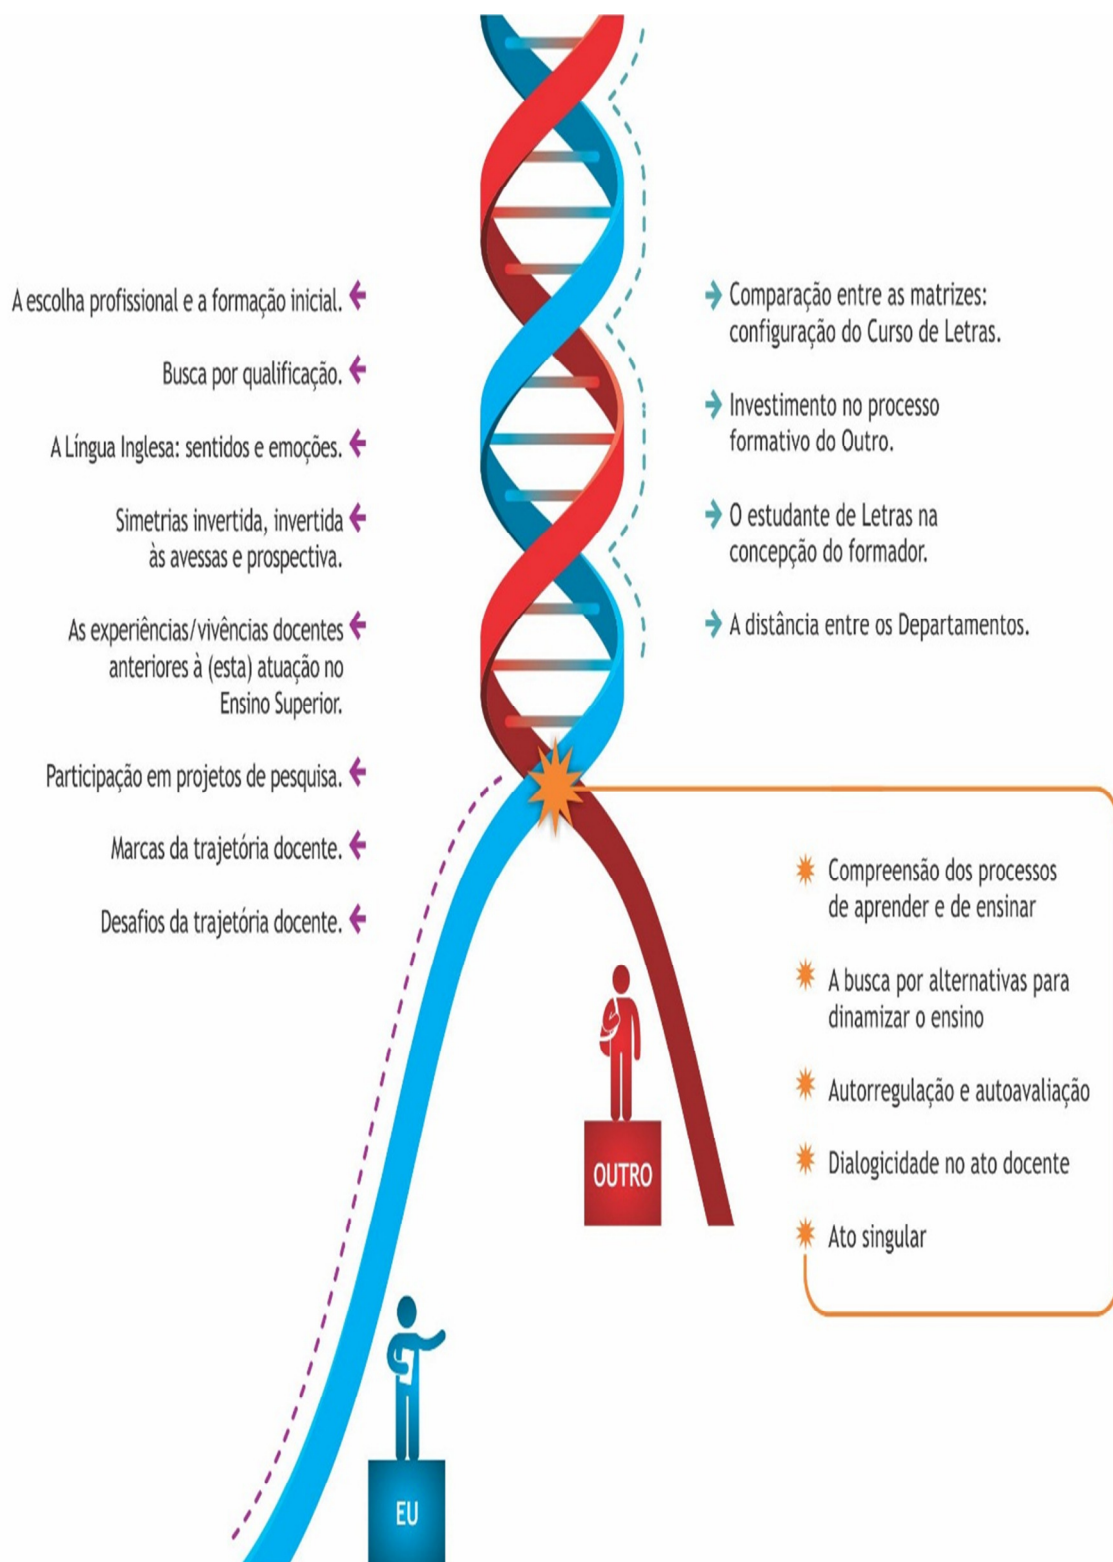 A escolha profissional e a formação inicial.
Busca por qualificação.
A Língua Inglesa: sentidos e emoções.
Simetrias invertida, invertida
às avessas e prospectiva.
As experiências/vivências docentes
anteriores à (esta) atuação no
Ensino Superior.
Participação em projetos de pesquisa.
Marcas da trajetória docente.
Desafios da trajetória docente.
Comparação entre as matrizes:
configuração do Curso de Letras.
Investimento no processo
formativo do Outro.
O estudante de Letras na
concepção do formador.
A distância entre os Departamentos.
Compreensão dos processos
de aprender e de ensinar
A busca por alternativas para
dinamizar o ensino
Autorregulação e autoavaliação
Dialogicidade no ato docente
Ato singular
OUTRO
EU